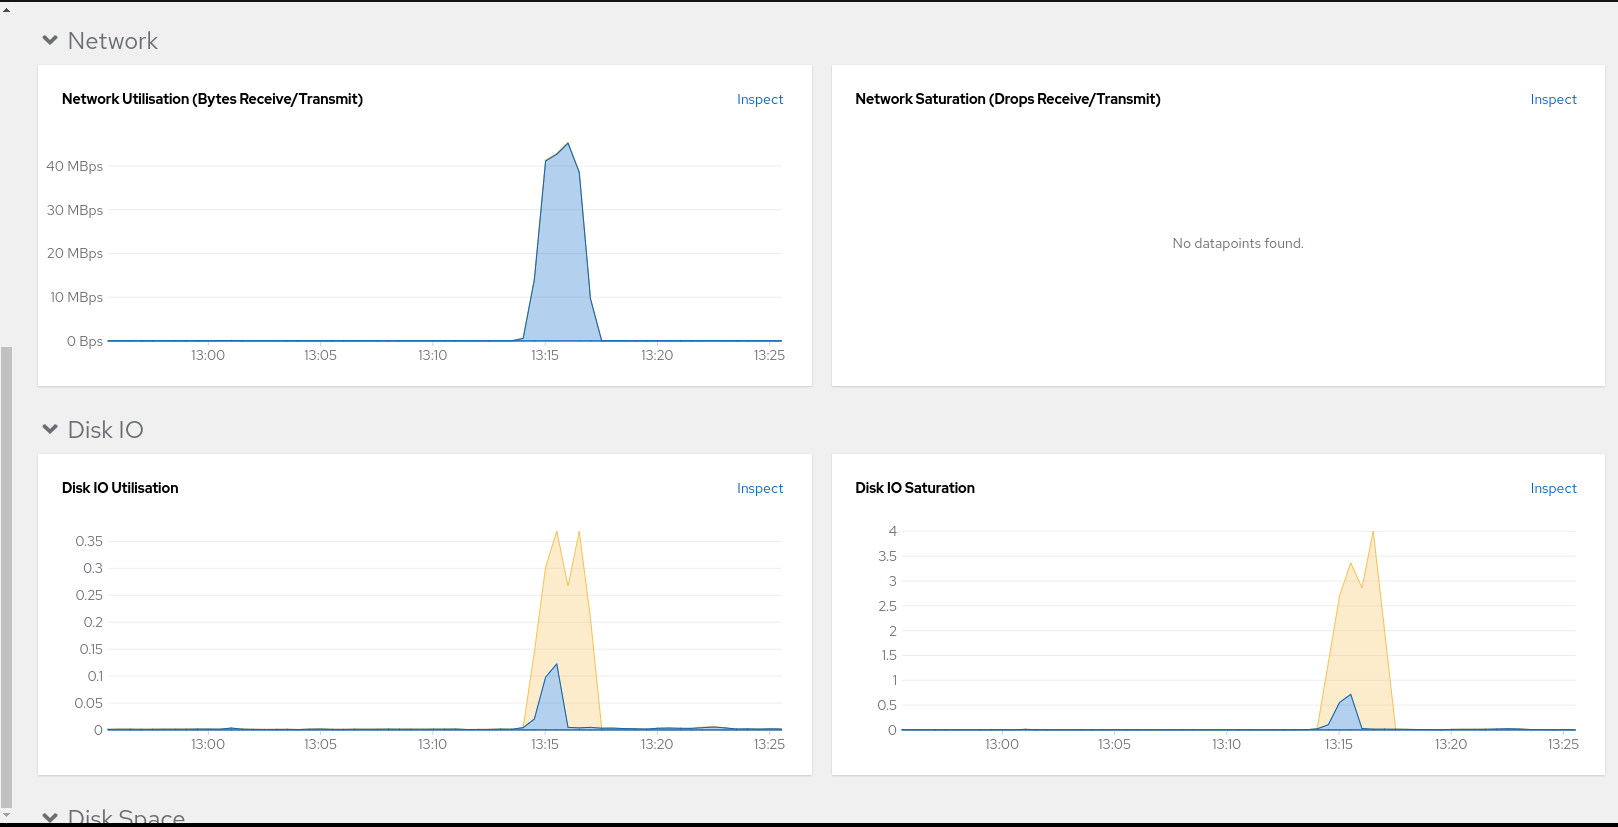 Network
Network Utilisation (Bytes Receive/Transmit)
Inspect
40 MBps
30 MBps
20 MBps
10 MBps
0 Bps
13:00 13:05 13:10 13:15 13:20 13:25
Network Saturation (Drops Receive/Transmit)
Inspect
No datapoints found.
Disk IO
Disk IO Utilisation
Inspect
0.35
0.3
0.25
0.2
0.15
0.1
0.05
0
13:00 13:05 13:10 13:15 13:20 13:25
Disk IO Saturation
Inspect
4
3.5
3
2.5
2
1.5
1
0.5
0
13:00 13:05 13:10 13:15 13:20 13:25
Disk Space